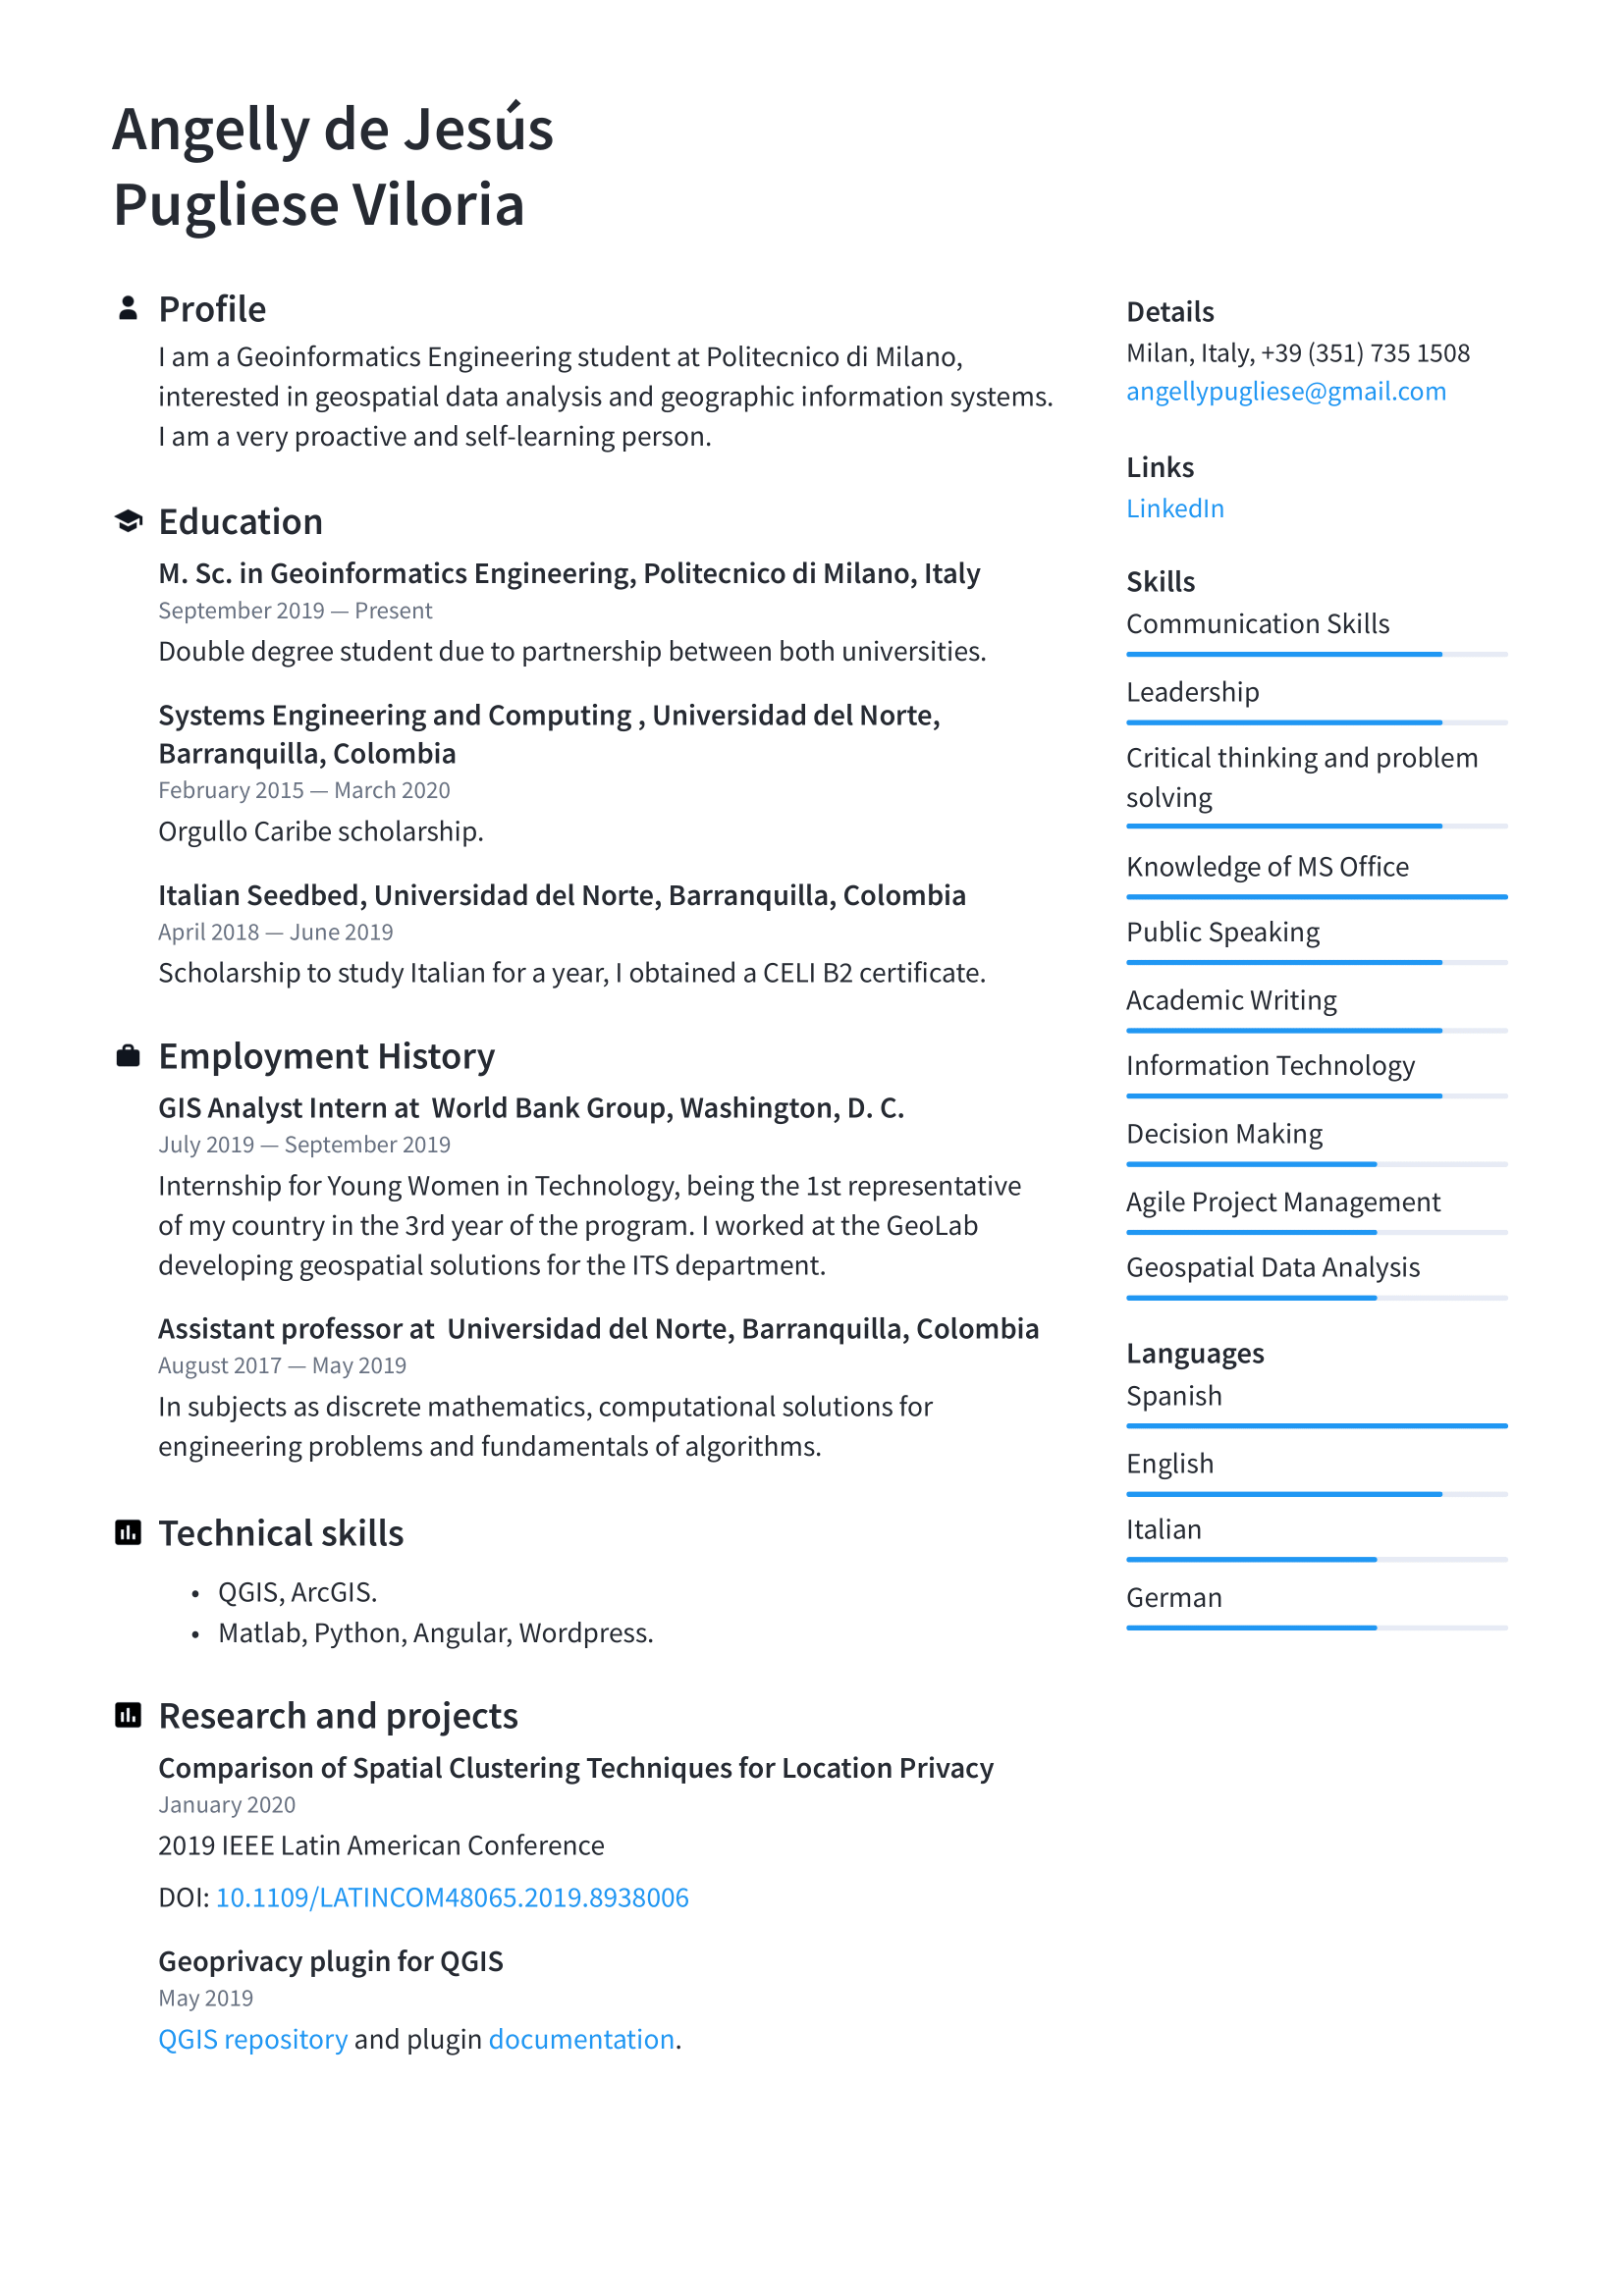 Angelly de Jesús
Pugliese Viloria
Profile
I am a Geoinformatics Engineering student at Politecnico di Milano,
interested in geospatial data analysis and geographic information systems.
I am a very proactive and self-learning person.
Education
M. Sc. in Geoinformatics Engineering, Politecnico di Milano, Italy
September 2019 — Present
Double degree student due to partnership between both universities.
Systems Engineering and Computing , Universidad del Norte,
Barranquilla, Colombia
February 2015 — March 2020
Orgullo Caribe scholarship.
Italian Seedbed, Universidad del Norte, Barranquilla, Colombia
April 2018 — June 2019
Scholarship to study Italian for a year, I obtained a CELI B2 certificate.
Employment History
GIS Analyst Intern at  World Bank Group, Washington, D. C.
July 2019 — September 2019
Internship for Young Women in Technology, being the 1st representative
of my country in the 3rd year of the program. I worked at the GeoLab
developing geospatial solutions for the ITS department.
Assistant professor at  Universidad del Norte, Barranquilla, Colombia
August 2017 — May 2019
In subjects as discrete mathematics, computational solutions for
engineering problems and fundamentals of algorithms.
Technical skills
• QGIS, ArcGIS.
• Matlab, Python, Angular, Wordpress.
Research and projects
Comparison of Spatial Clustering Techniques for Location Privacy
January 2020
2019 IEEE Latin American Conference
DOI: 10.1109/LATINCOM48065.2019.8938006
Geoprivacy plugin for QGIS
May 2019
QGIS repository and plugin documentation.
Details
Milan, Italy, +39 (351) 735 1508
angellypugliese@gmail.com
Links
LinkedIn
Skills
Communication Skills
Leadership
Critical thinking and problem
solving
Knowledge of MS Office
Public Speaking
Academic Writing
Information Technology
Decision Making
Agile Project Management
Geospatial Data Analysis
Languages
Spanish
English
Italian
German